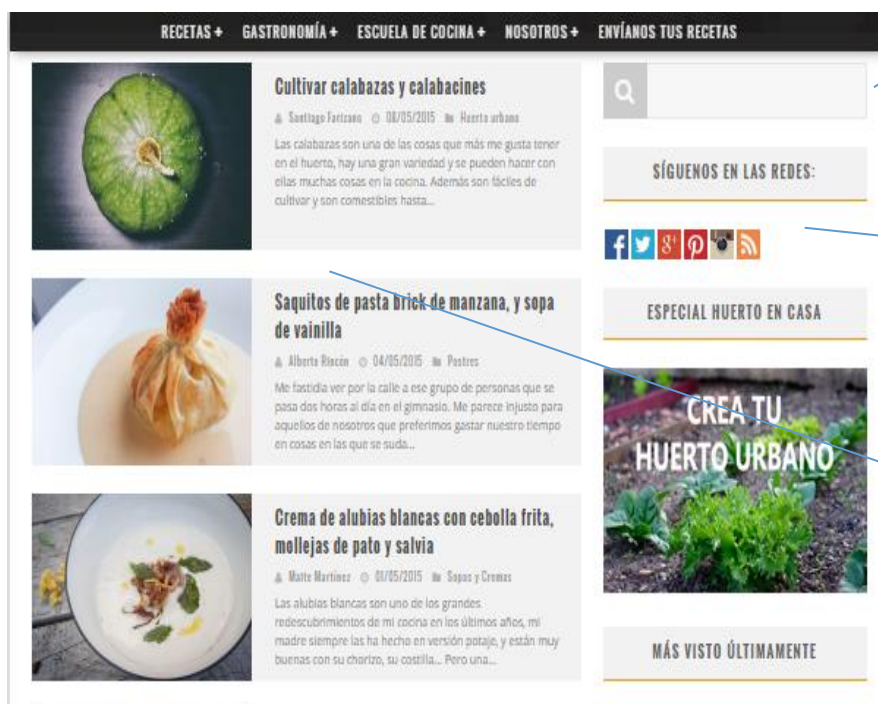 RECETAS + GASTRONOMÍA + ESCUELA DE COCINA + NOSOTROS + ENVÍANOS TUS RECETAS
Cultivar calabazas y calabacines
Santiago Farizano 08/05/2015 Huerto urbano
Las calabazas son una de las cosas que más me gusta tener
en el huerto, hay una gran variedad y se pueden hacer con
ellas muchas cosas en la cocina. Además son fáciles de
cultivar y son comestibles hasta...
Saquitos de pasta brick de manzana, y sopa
de vainilla
Alberto Rincón 04/05/2015 Postres
Me fastidia ver por la calle a ese grupo de personas que se
pasa dos horas al día en el gimnasio. Me parece injusto para
aquellos de nosotros que preferimos gastar nuestro tiempo
en cosas en las que se suda...
Crema de alubias blancas con cebolla frita,
mollejas de pato y salvia
Martínez 01/05/2015 Sopas y Cremas
Las alubias blancas son uno de los grandes
redescubrimientos de mi cocina en los últimos años, mi
madre siempre las ha hecho en versión potaje, y están muy
buenas con su chorizo, su costilla... Pero una...
SÍGUENOS EN LAS REDES:
ESPECIAL HUERTO EN CASA
CREA TU
HUERTO URBANO
MÁS VISTO ÚLTIMAMENTE